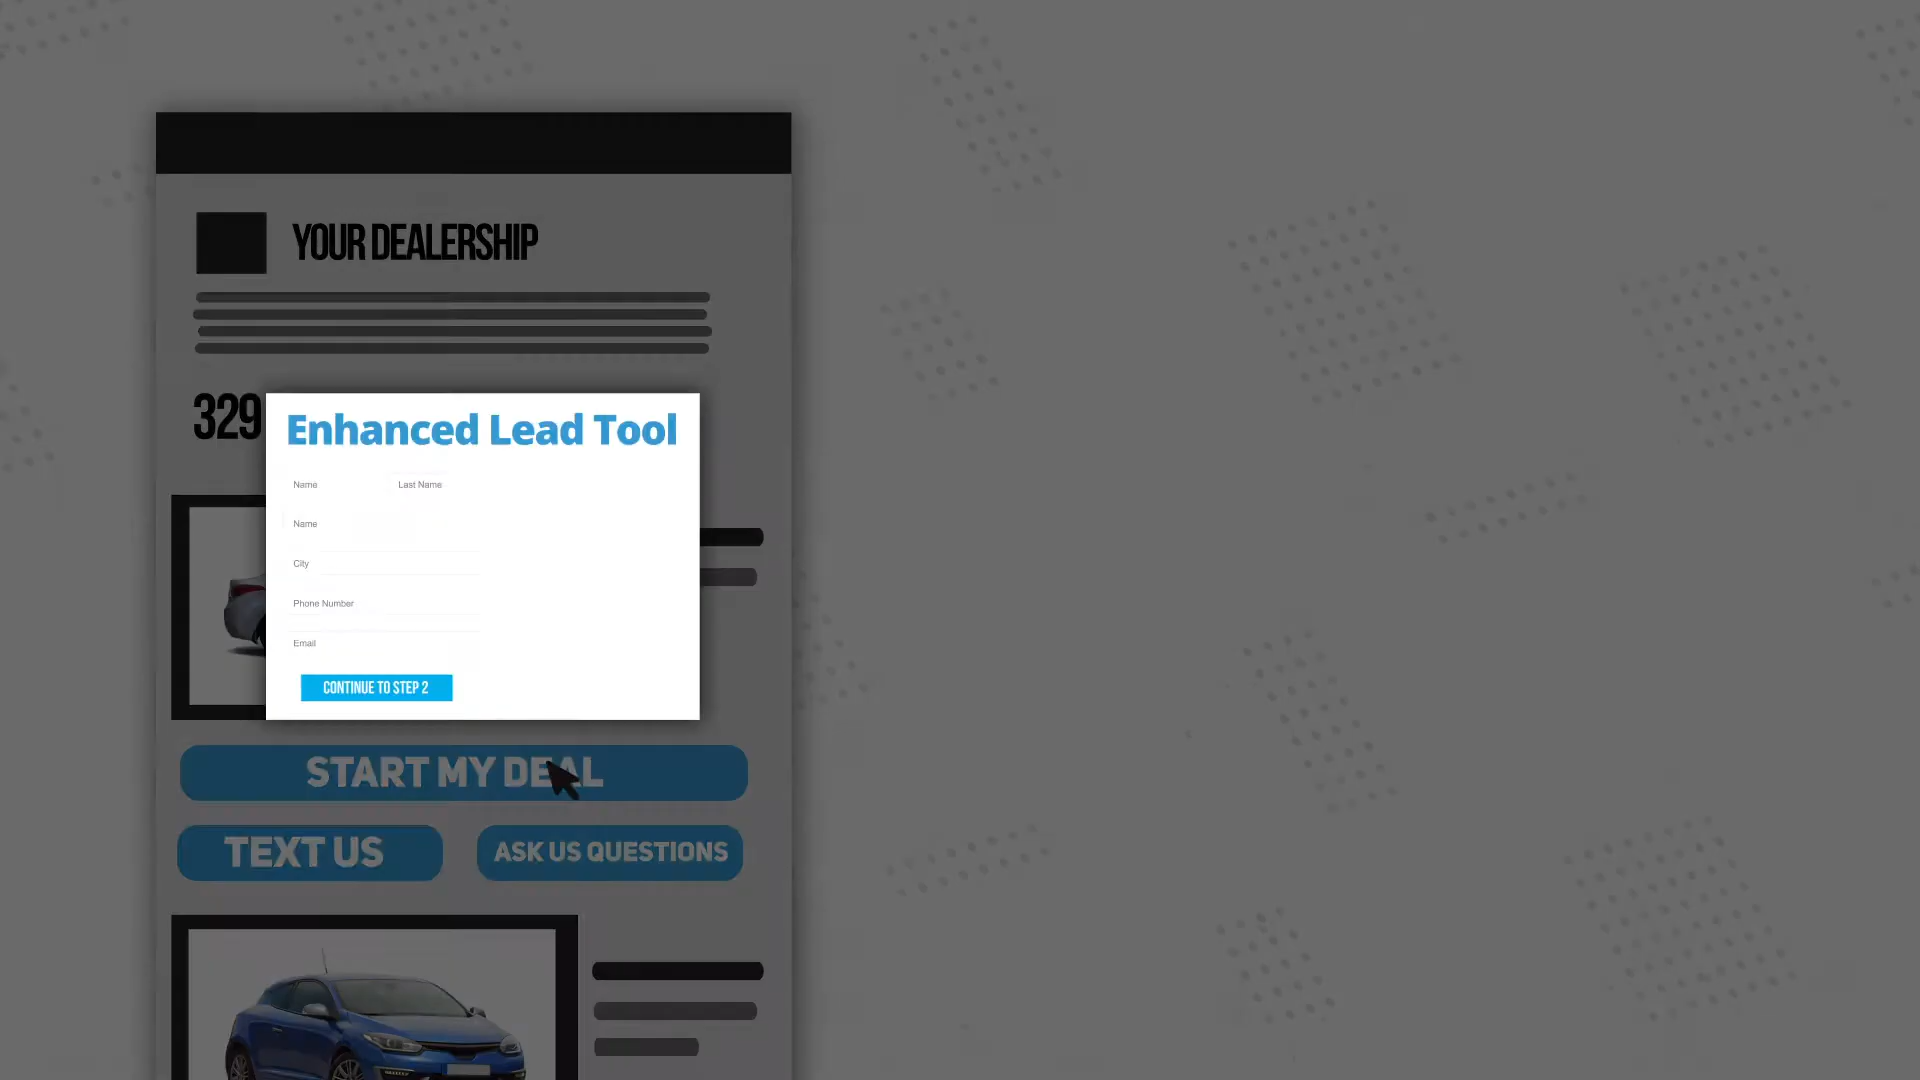 YOUR DEALERSHIP
329
Enhanced Lead Tool
Name Last Name
Name
City
Phone Number
Email
CONTINUE TO STEP 2
START MY DEAL
TEXT US ASK US QUESTIONS